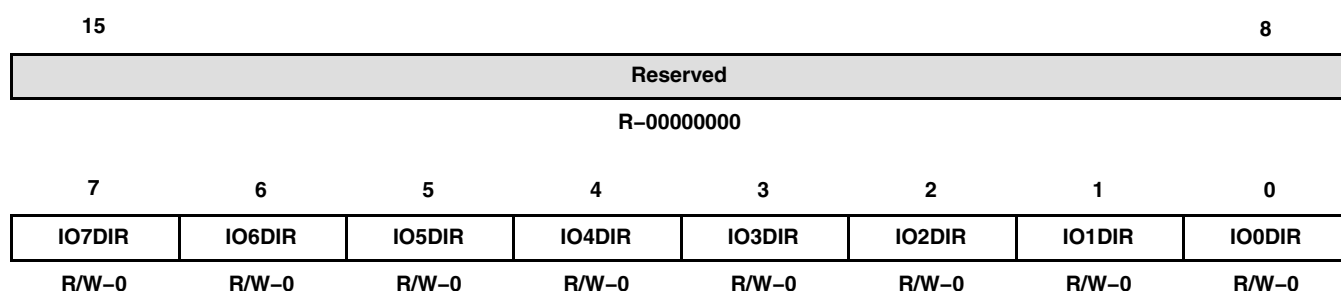 15 8
Reserved
R−00000000
7 6 5 4 3 2 1 0
IO7DIR IO6DIR IO5DIR IO4DIR IO3DIR IO2DIR IO1DIR IO0DIR
R/W−0 R/W−0 R/W−0 R/W−0 R/W−0 R/W−0 R/W−0 R/W−0